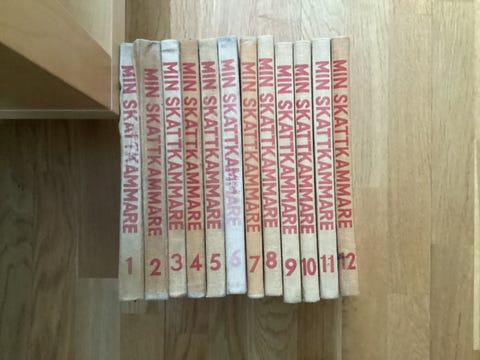 MIN SKATTKAMMARE 1
MIN SKATTKAMMARE 2
MIN SKATTKAMMARE 3
MIN SKATTKAMMARE 4
MIN SKATTKAMMARE 5
MIN SKATTKAMMARE 6
MIN SKATTKAMMARE 7
MIN SKATTKAMMARE 8
MIN SKATTKAMMARE 9
MIN SKATTKAMMARE 10
MIN SKATTKAMMARE 11
MIN SKATTKAMMARE 12